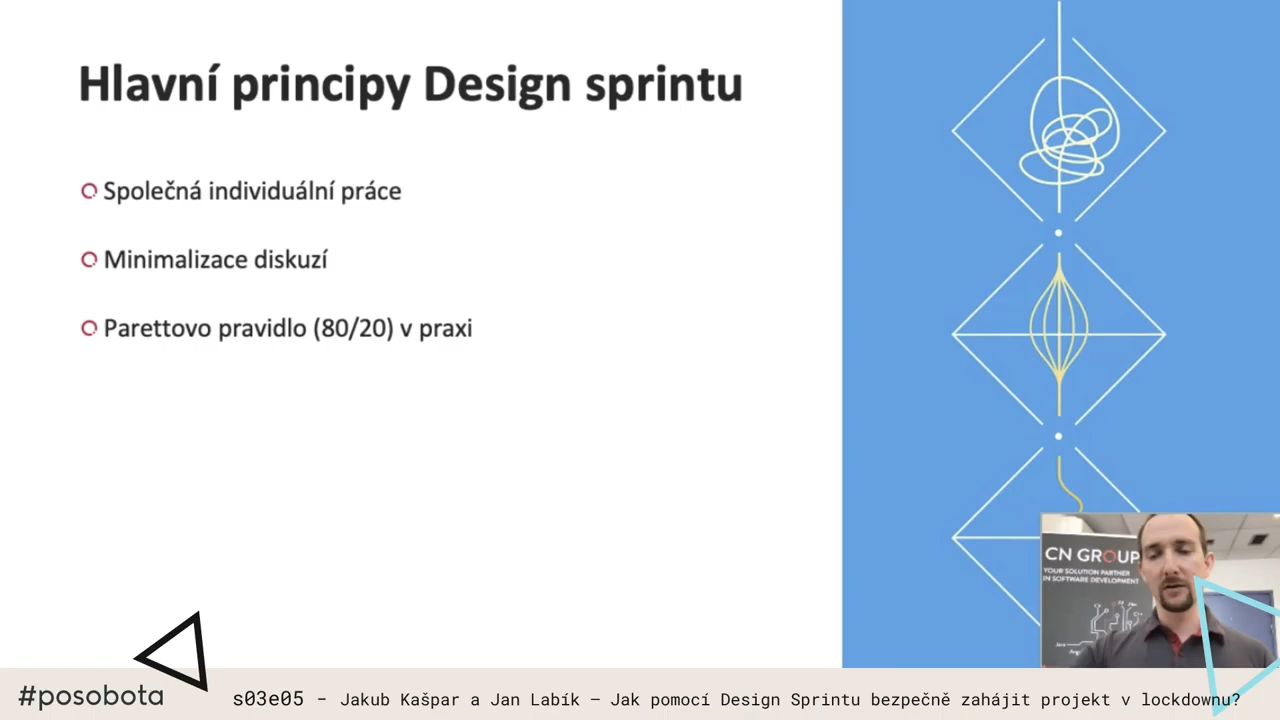 Hlavní principy Design sprintu
Společná individuální práce
Minimalizace diskuzí
Parettovo pravidlo (80/20) v praxi
CN GROUP
YOUR SOLUTION PARTNER
IN SOFTWARE DEVELOPMENT
#posobota
s03e05 - Jakub Kašpar a Jan Labík – Jak pomocí Design Sprintu bezpečně zahájit projekt v lockdownu?